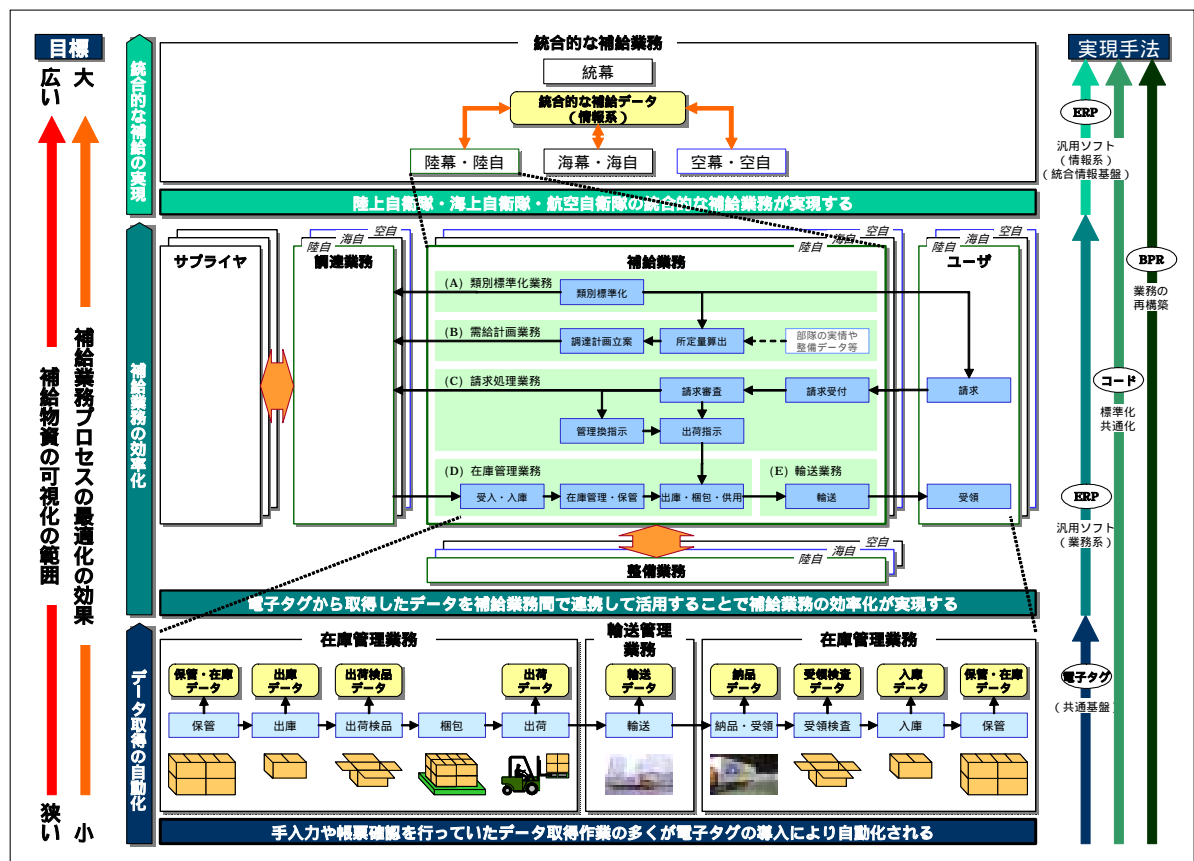 目標
広い
大
補給物資の可視化の範囲
補給業務プロセスの最適化の効果
狭い
小
統合的な補給の実現
統合的な補給業務
統幕
統合的な補給データ
(情報系)
陸幕・陸自
海幕・海自
空幕・空自
陸上自衛隊・海上自衛隊・航空自衛隊の統合的な補給業務が実現する
補給業務の効率化
サプライヤ
空自
海自
陸自
調達業務
空自
海自
陸自
補給業務
空自
海自
陸自
ユーザ
(A) 類別標準化業務
類別標準化
(B) 需給計画業務
調達計画立案
所定量算出
部隊の実情や
整備データ等
(C) 請求処理業務
請求審査
請求受付
請求
管理換指示
出荷指示
(D) 在庫管理業務
受入・入庫
在庫管理・保管
出庫・梱包・供用
(E) 輸送業務
輸送
受領
空自
海自
陸自
整備業務
電子タグから取得したデータを補給業務間で連携して活用することで補給業務の効率化が実現する
データ取得の自動化
在庫管理業務
保管・在庫
データ
出庫
データ
出荷検品
データ
出荷
データ
保管
出庫
出荷検品
梱包
出荷
輸送管理
業務
輸送
データ
輸送
在庫管理業務
納品
データ
受領検査
データ
入庫
データ
保管・在庫
データ
納品・受領
受領検査
入庫
保管
手入力や帳票確認を行っていたデータ取得作業の多くが電子タグの導入により自動化される
実現手法
ERP
汎用ソフト
(情報系)
(統合情報基盤)
BPR
業務の
再構築
コード
標準化
共通化
ERP
汎用ソフト
(業務系)
電子タグ
(共通基盤)